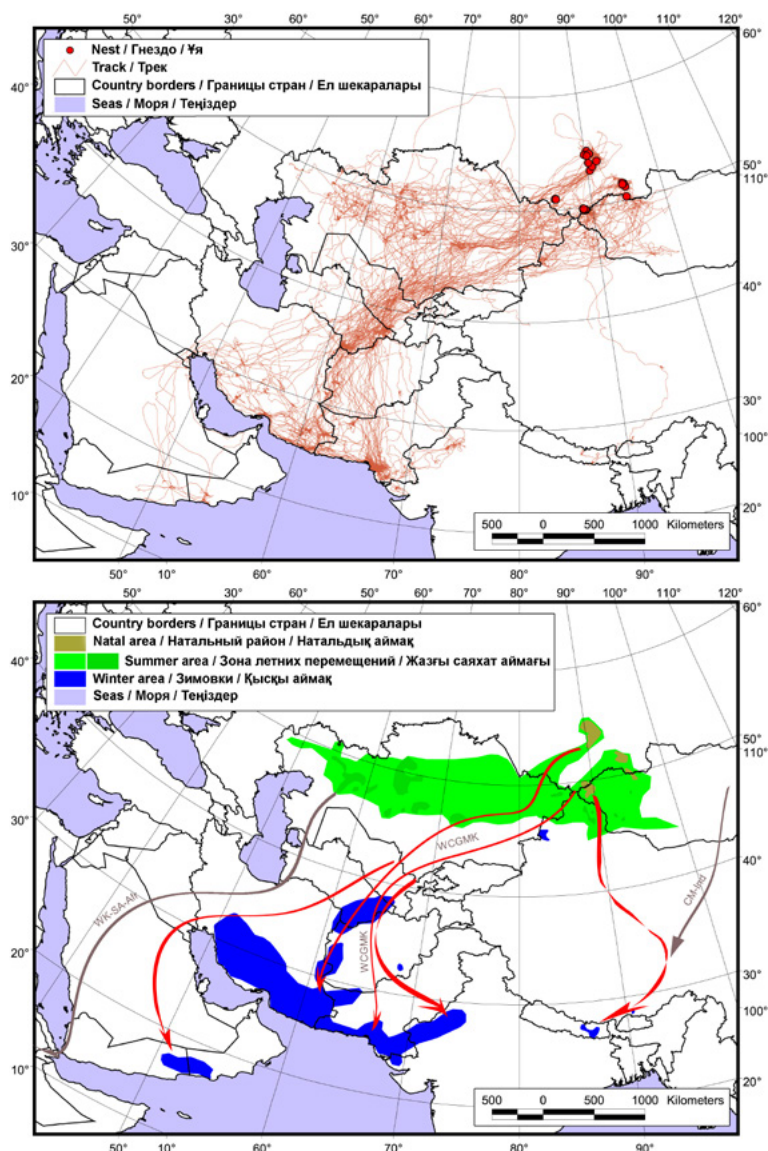 50° 10° 30° 60° 70° 80° 90° 100° 110° 120°
Nest / Гнездо / Ұя
Track / Трек
Country borders / Границы стран / Ел шекаралары
Seas / Моря / Теңіздер
60°
40°
50°
110°
30°
40°
20°
30°
100°
10°
20°
500 0 500 1000 Kilometers
50° 10° 60° 70° 80° 90°
50° 10° 30° 60° 70° 80° 90° 100° 110° 120°
Country borders / Границы стран / Ел шекаралары
Natal area / Натальный район / Натальдық аймақ
Summer area / Зона летних перемещений / Жазғы саяхат аймағы
Winter area / Зимовки / Қысқы аймақ
Seas / Моря / Теңіздер
60°
40°
50°
110°
30°
40°
WCGMK
WK-SA-Afr
CM-Ind
WCGMK
20°
30°
100°
10°
20°
500 0 500 1000 Kilometers
50° 10° 60° 70° 80° 90°